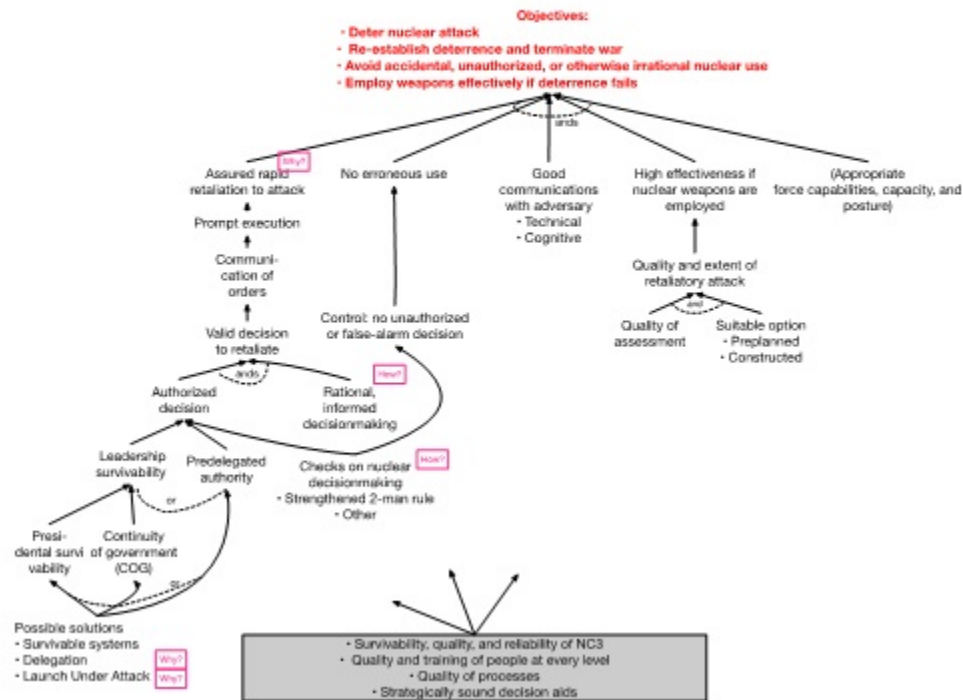 Objectives:
• Deter nuclear attack
• Re-establish deterrence and terminate war
• Avoid accidental, unauthorized, or otherwise irrational nuclear use
• Employ weapons effectively if deterrence fails
ands
Why?
Assured rapid
retaliation to attack
No erroneous use
Good
communications
with adversary
• Technical
• Cognitive
High effectiveness if
nuclear weapons are
employed
(Appropriate
force capabilities, capacity, and
posture)
Prompt execution
Communi-
cation of
orders
Quality and extent of
retaliatory attack
and
Quality of
assessment
Suitable option
• Preplanned
• Constructed
Valid decision
to retaliate
Control: no unauthorized
or false-alarm decision
ands
How?
Authorized
decision
Rational,
informed
decisionmaking
Leadership
survivability
Predelegated
authority
How?
Checks on nuclear
decisionmaking
• Strengthened 2-man rule
• Other
or
Presi-
dental survi
vability
Continuity
of government
(COG)
Possible solutions
• Survivable systems
• Delegation
Why?
• Launch Under Attack
Why?
• Survivability, quality, and reliability of NC3
• Quality and training of people at every level
• Quality of processes
• Strategically sound decision aids